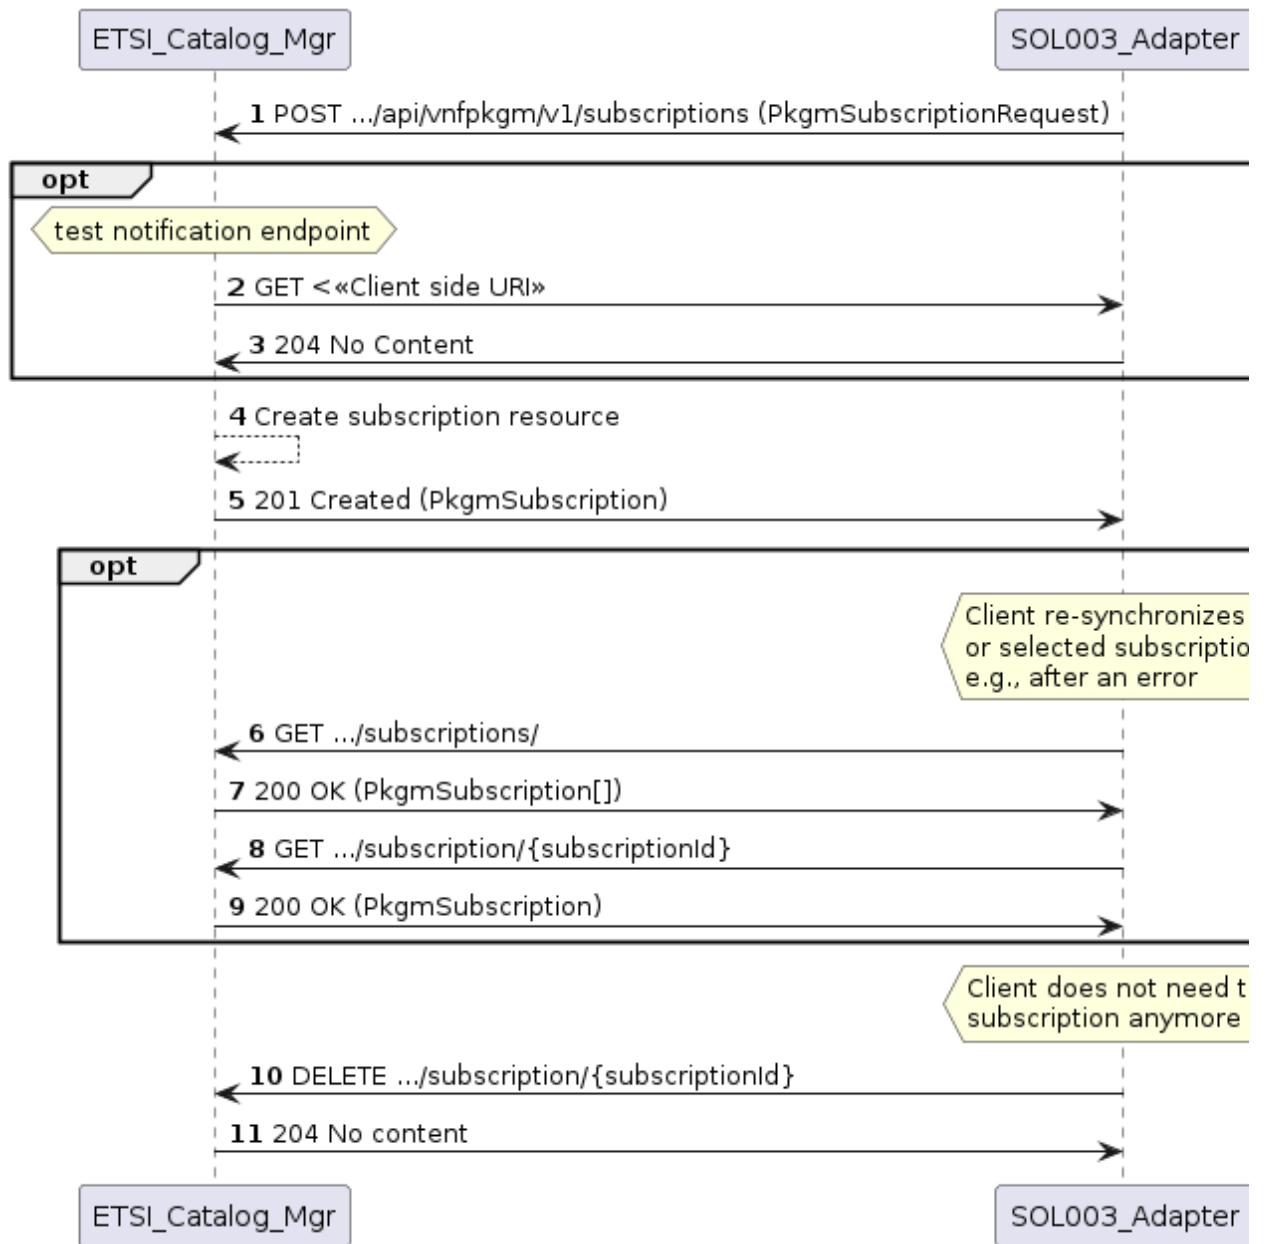 ETSI_Catalog_Mgr
SOL003_Adapter
1 POST .../api/vnfpkgm/v1/subscriptions (PkgmSubscriptionRequest)
opt
test notification endpoint
2 GET <«Client side URI»
3 204 No Content
4 Create subscription resource
5 201 Created (PkgmSubscription)
opt
Client re-synchronizes
or selected
e.g., after an error
6 GET .../subscriptions/
7 200 OK (PkgmSubscription[])
8 GET .../subscription/{subscriptionId}
9 200 OK (PkgmSubscription)
Client does not need
subscription anymore
10 DELETE .../subscription/{subscriptionId}
11 204 No content
ETSI_Catalog_Mgr
SOL003_Adapter